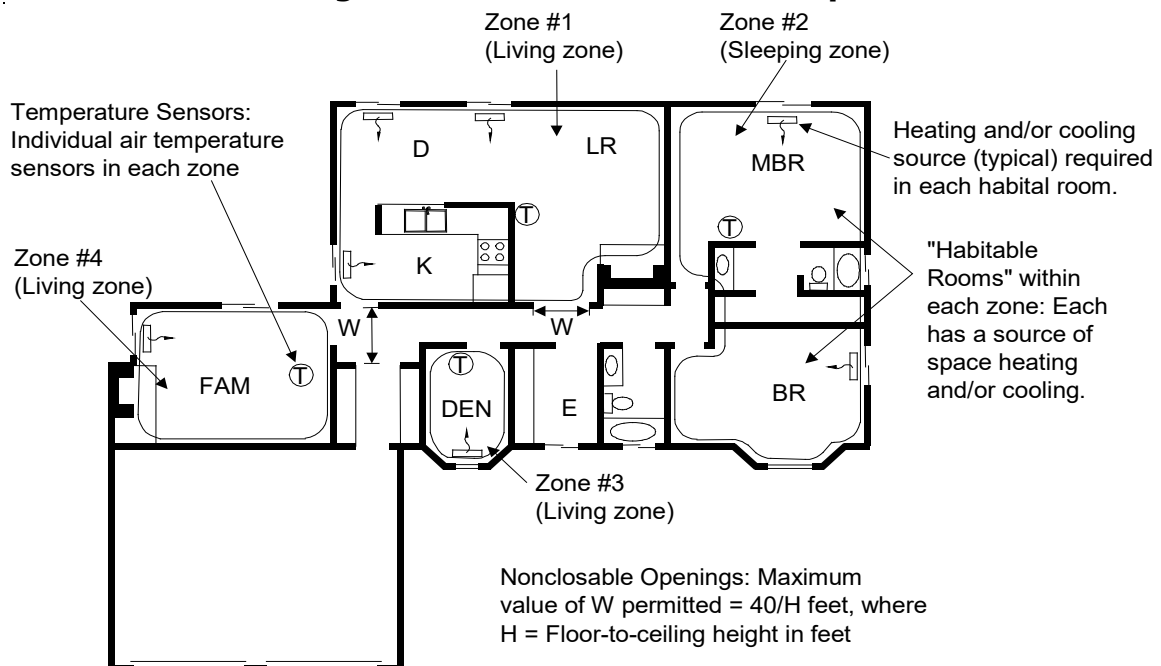 Zone #1
(Living zone)
Zone #2
(Sleeping zone)
Temperature Sensors:
Individual air temperature
sensors in each zone
Heating and/or cooling
source (typical) required
in each habital room.
D
LR
MBR
T
T
K
"Habitable
Rooms" within
each zone: Each
has a source of
space heating
and/or cooling.
Zone #4
(Living zone)
W
W
T
T
FAM
DEN
E
BR
Zone #3
(Living zone)
Nonclosable Openings: Maximum
value of W permitted = 40/H feet, where
H = Floor-to-ceiling height in feet